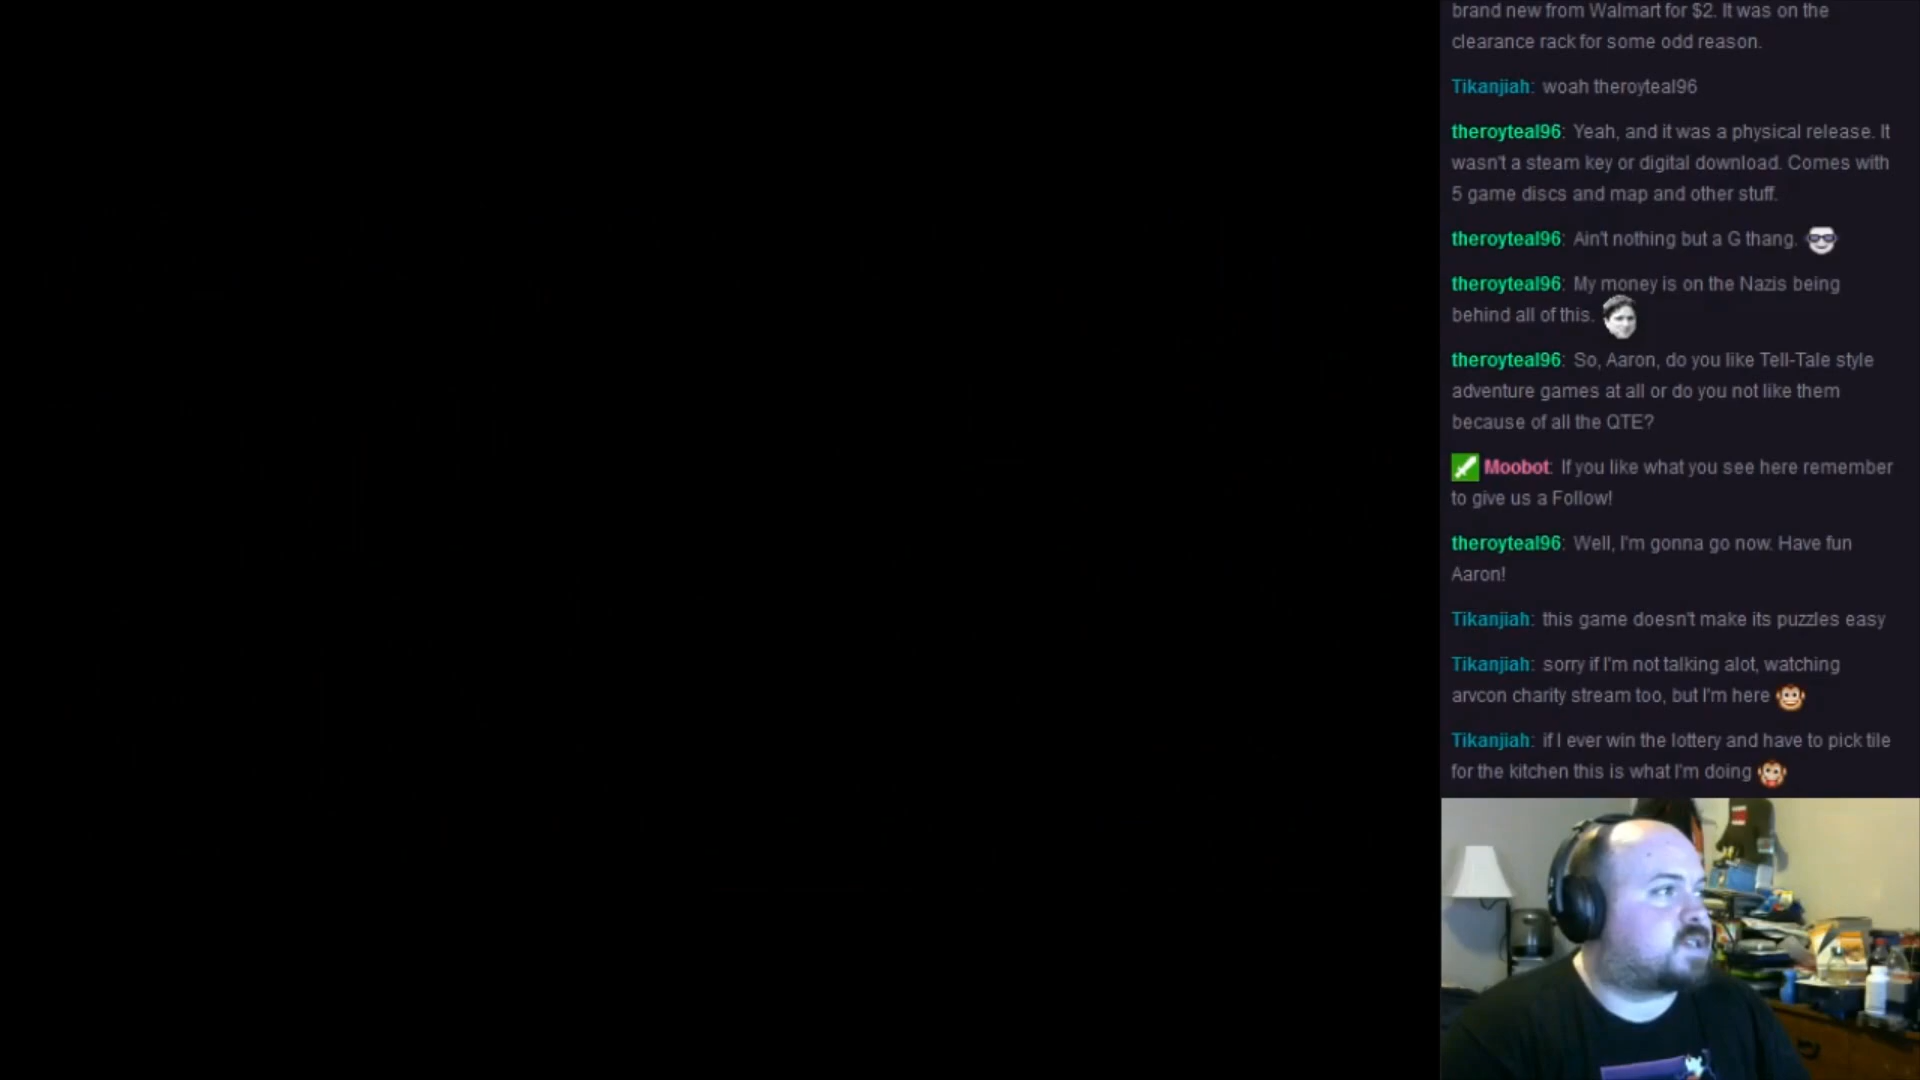 brand new from Walmart for $2. It was on the
clearance rack for some odd reason.
Tikanjiah: woah theroyteal96
theroyteal96: Yeah, and it was a physical release. It
wasn't a steam key or digital download. Comes with
5 game discs and map and other stuff.
theroyteal96: Ain't nothing but a G thang.
theroyteal96: My money is on the Nazis being
behind all of this.
theroyteal96: So, Aaron, do you like Tell-Tale style
adventure games at all or do you not like them
because of all the QTE?
Moobot: If you like what you see here remember
to give us a Follow!
theroyteal96: Well, I'm gonna go now. Have fun
Aaron!
Tikanjiah: this game doesn't make its puzzles easy
Tikanjiah: sorry if I'm not talking alot, watching
arvcon charity stream too, but I'm here
Tikanjiah: if I ever win the lottery and have to pick tile
for the kitchen this is what I'm doing